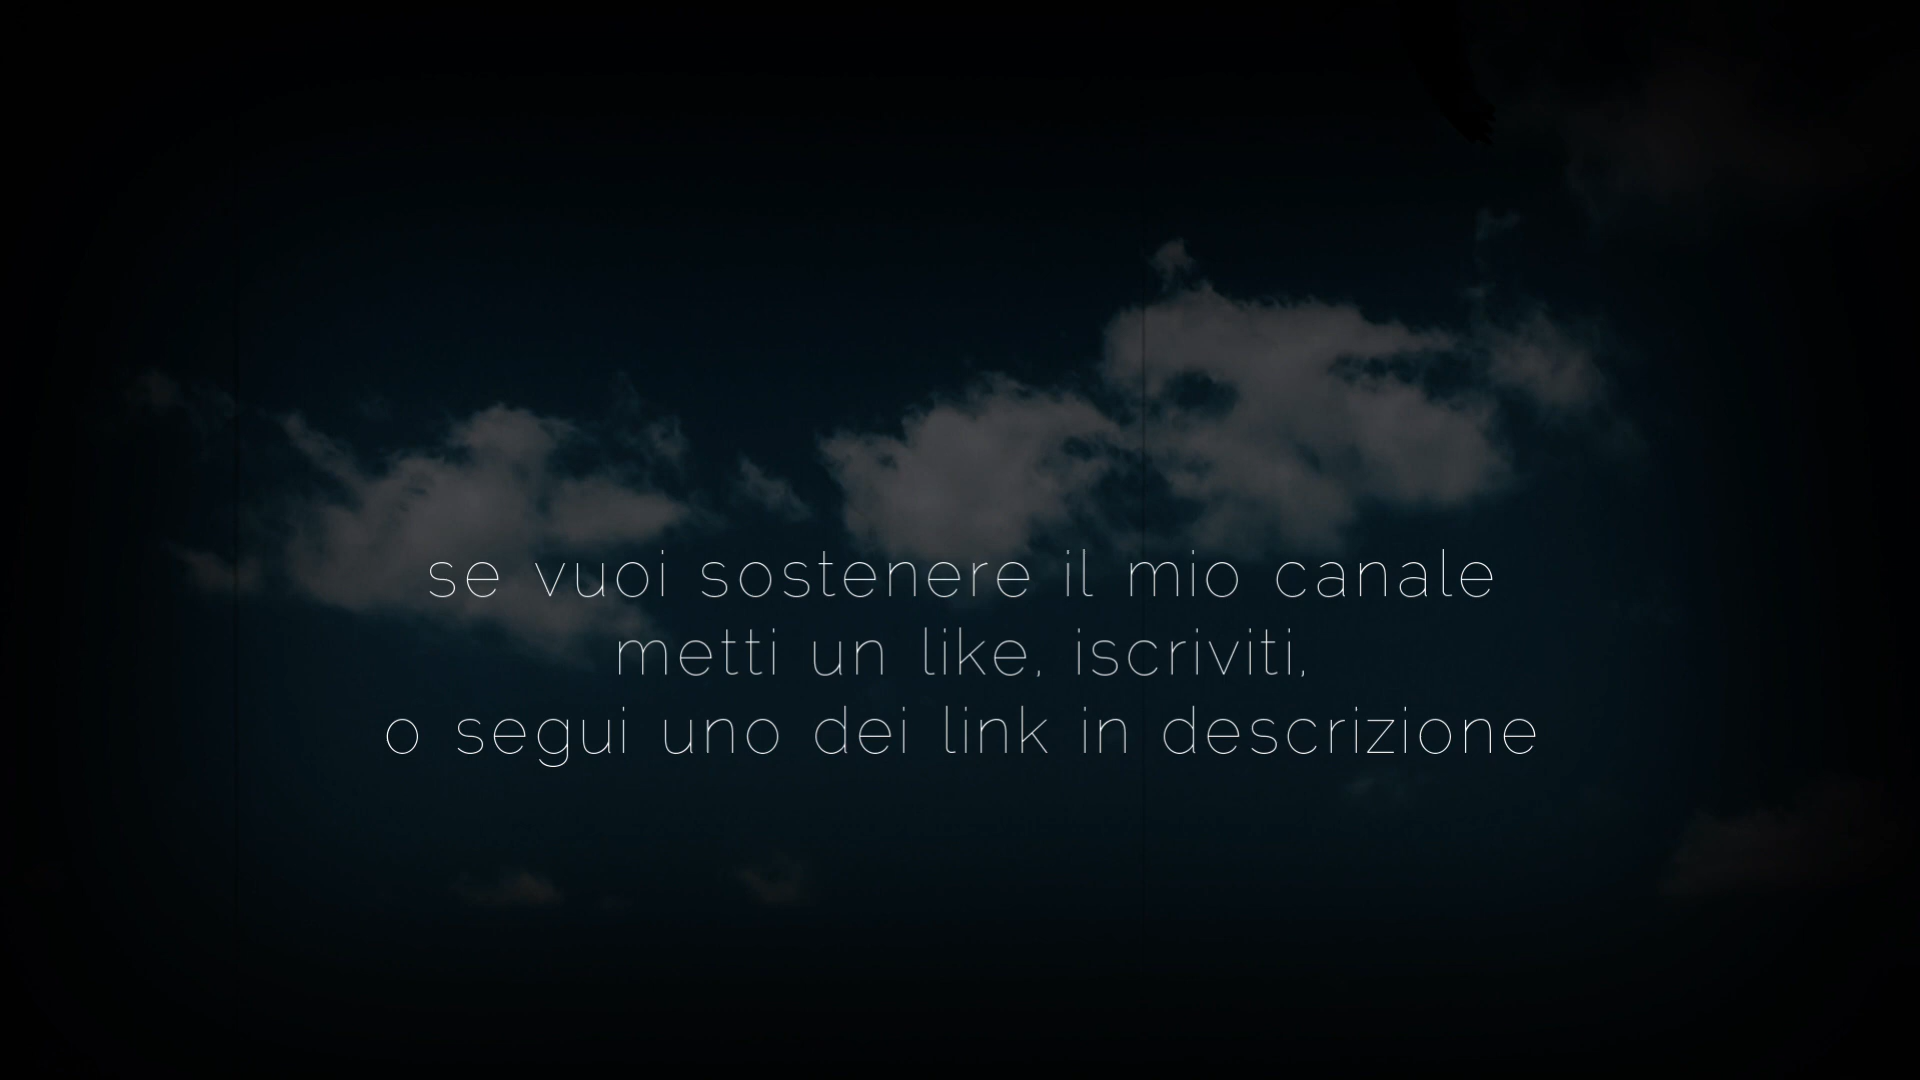 se vuoi sostenere il mio canale
metti un like, iscriviti,
o segui uno dei link in descrizione